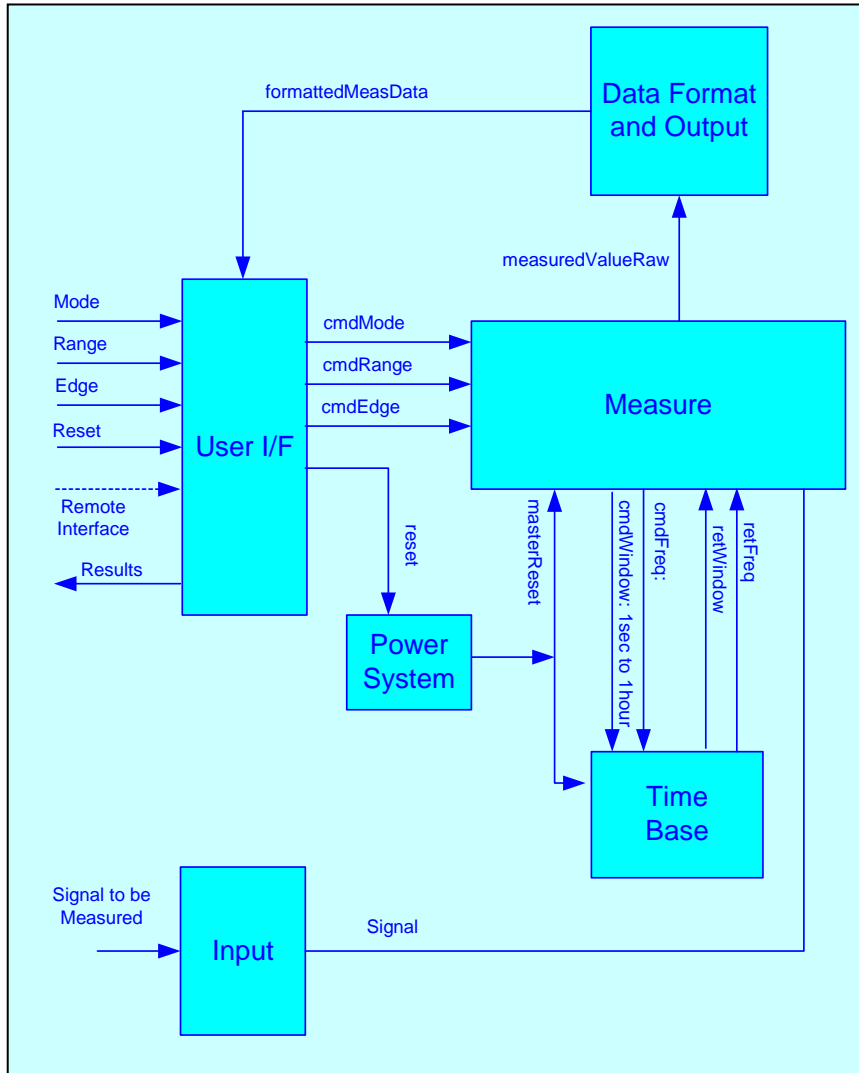 formattedMeasData
Data Format
and Output
measuredValueRaw
Mode
Range
Edge
Reset
Remote
Interface
Results
User I/F
cmdMode
cmdRange
cmdEdge
Measure
reset
masterReset
cmdWindow: 1sec to 1hour
cmdFreq:
retWindow
retFreq
Power
System
Time
Base
Signal to be
Measured
Input
Signal